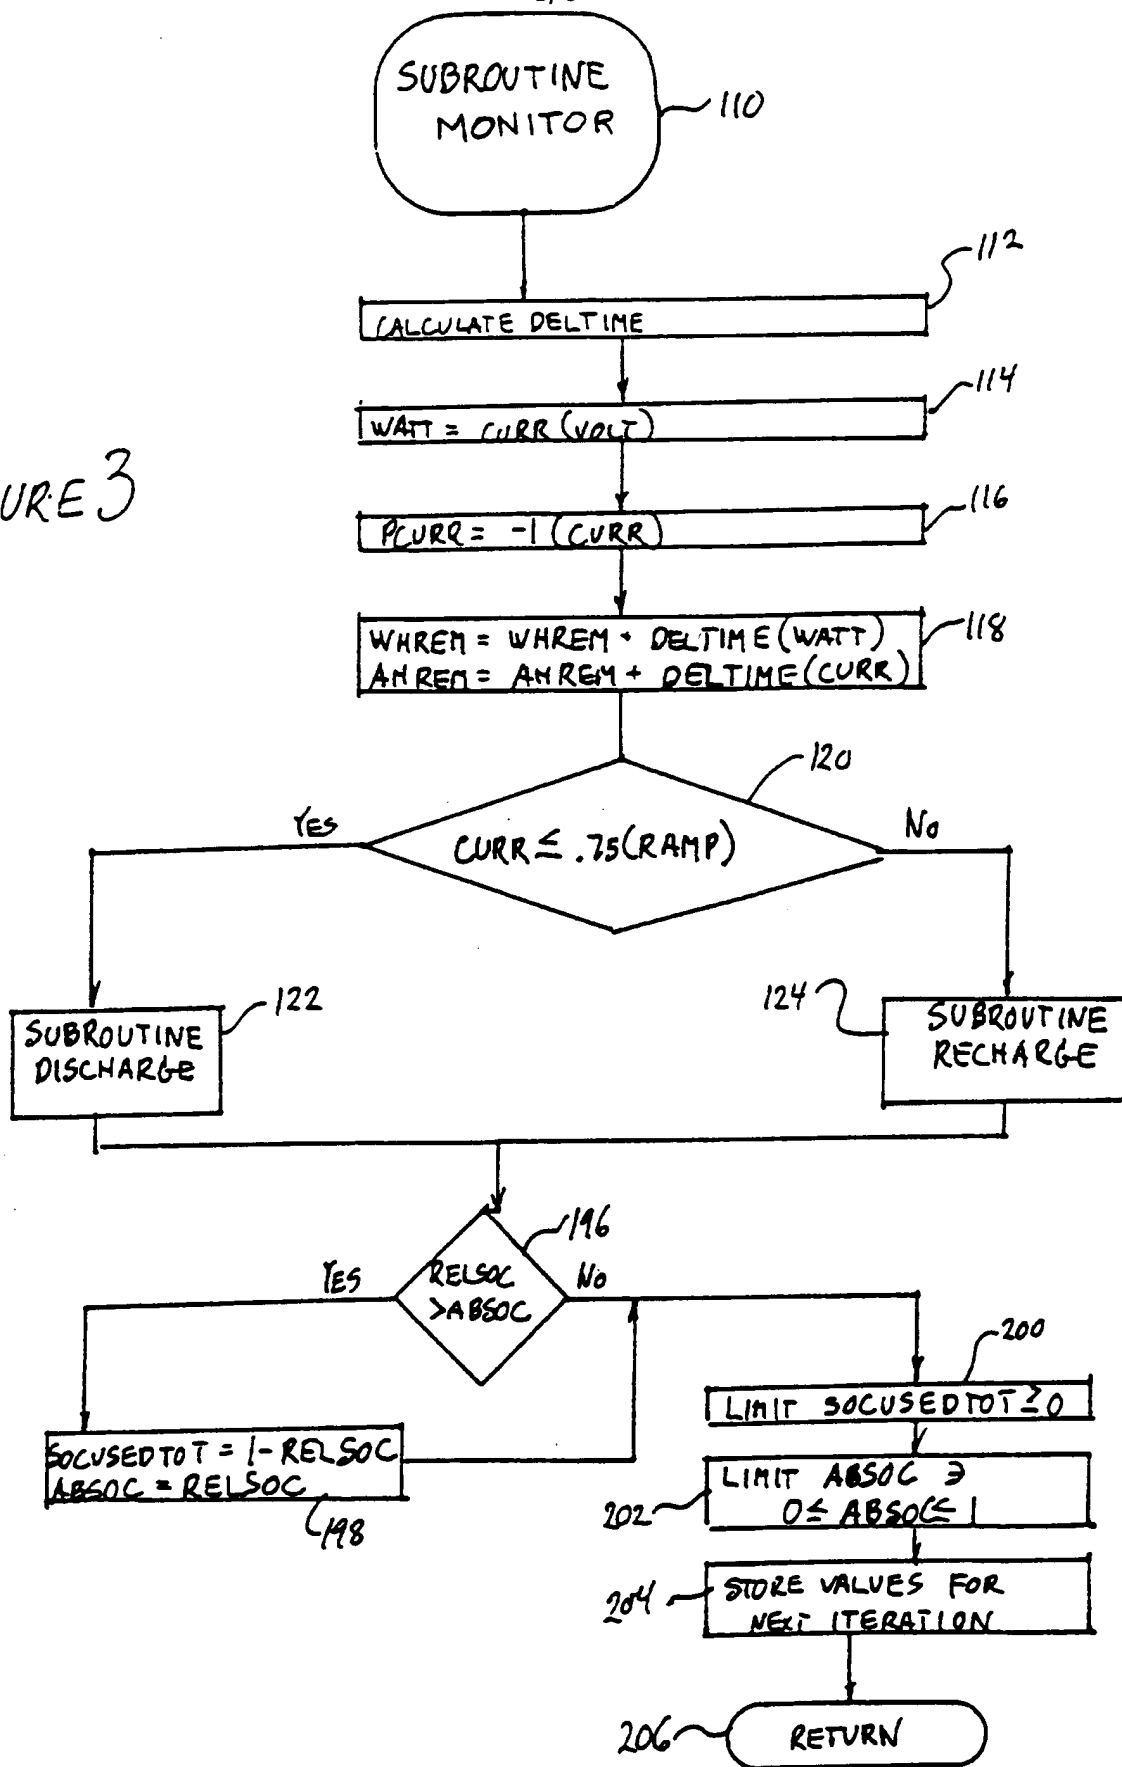 SUBROUTINE
MONITOR
110
112
CALCULATE DELTIME
114
WATT = CURR (VOLT)
URE 3
116
PCURR = -1 (CURR)
118
WHREM = WHREM + DELTIME (WATT)
AHREM = AHREM + DELTIME (CURR)
120
YES
CURR ≤ .75 (RAMP)
NO
122
SUBROUTINE
DISCHARGE
124
SUBROUTINE
RECHARGE
196
YES
RELSOC
>ABSOC
NO
200
LIMIT SOCUSEDTOT ≥ 0
SOCUSEDTOT = 1-RELSOC
ABSOC = RELSOC
198
LIMIT ABSOC ∋
0 ≤ ABSOC ≤ 1
202
STORE VALUES FOR
NEXT ITERATION
204
206
RETURN